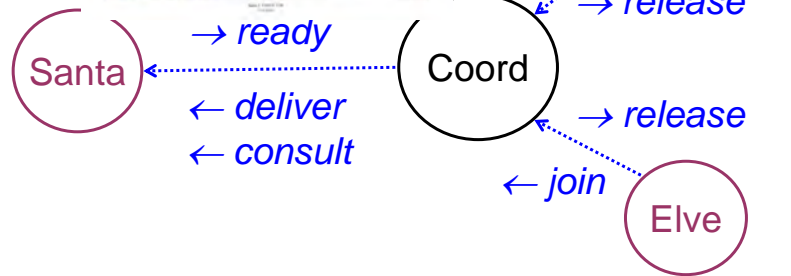 → release
→ ready
Santa
Coord
← deliver
← consult
→ release
← join
Elve